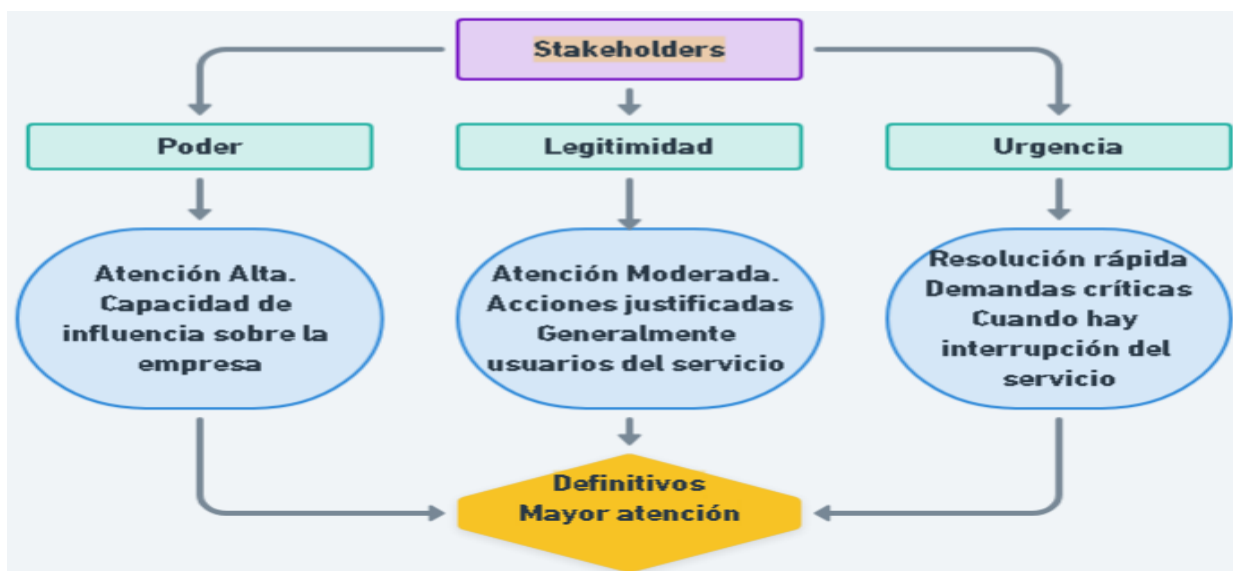 Stakeholders
Poder
Legitimidad
Urgencia
Atención Alta.
Capacidad de
influencia sobre la
empresa
Atención Moderada.
Acciones justificadas
Generalmente
usuarios del servicio
Resolución rápida
Demandas críticas
Cuando hay
interrupción del
servicio
Definitivos
Mayor atención